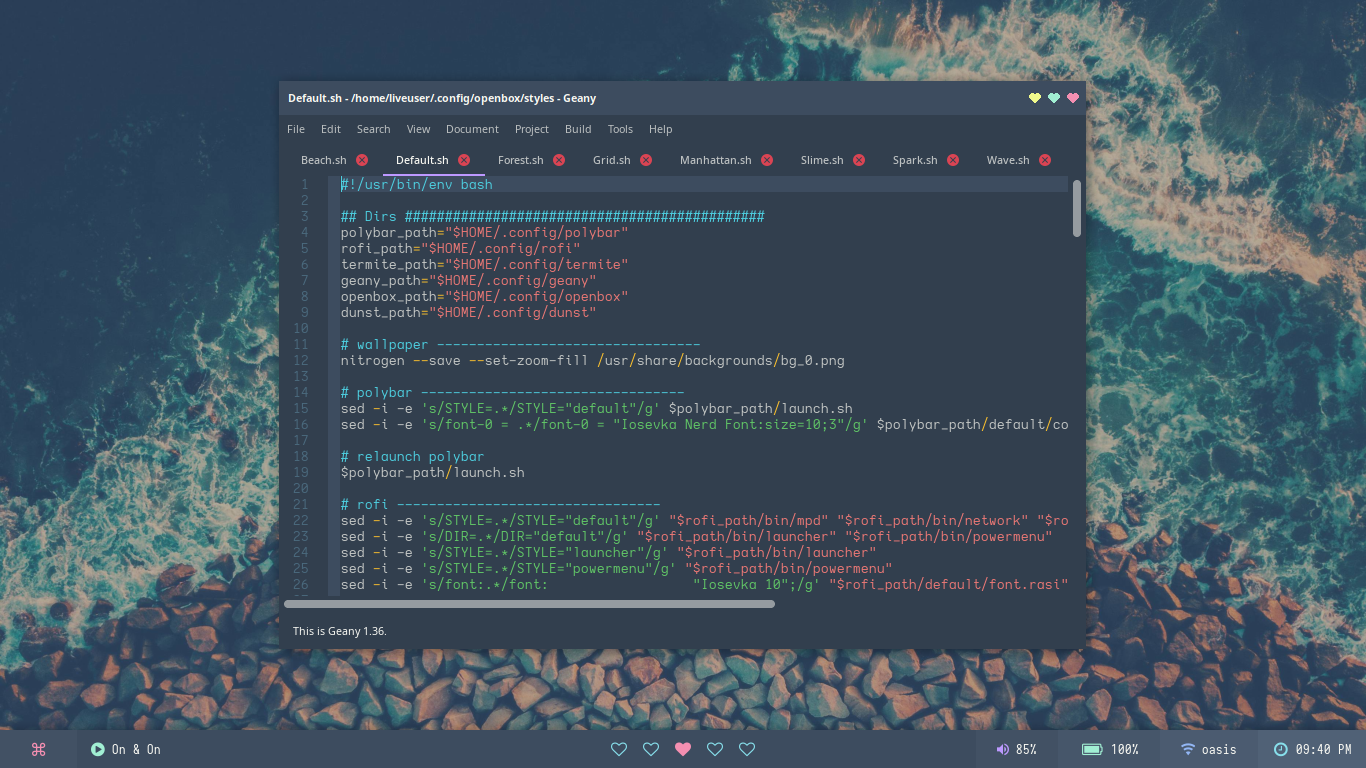 Default.sh - /home/liveuser/.config/openbox/styles - Geany
File Edit Search View Document Project Build Tools Help
Beach.sh Default.sh Forest.sh Grid.sh Manhattan.sh Slime.sh Spark.sh Wave.sh
1 #!/usr/bin/env bash
2
3 ## Dirs #############################################
4 polybar_path="$HOME/.config/polybar"
5 rofi_path="$HOME/.config/rofi"
6 termite_path="$HOME/.config/termite"
7 geany_path="$HOME/.config/geany"
8 openbox_path="$HOME/.config/openbox"
9 dunst_path="$HOME/.config/dunst"
10
11 # wallpaper ---------------------------------
12 nitrogen --save --set-zoom-fill /usr/share/backgrounds/bg_0.png
13
14 # polybar ---------------------------------
15 sed -i -e 's/STYLE=.*/STYLE="default"/g' $polybar_path/launch.sh
16 sed -i -e 's/font-0 = .*/font-0 = "Iosevka Nerd Font:size=10;3"/g' $polybar_path/default/co
17
18 # relaunch polybar
19 $polybar_path/launch.sh
20
21 # rofi ---------------------------------
22 sed -i -e 's/STYLE=.*/STYLE="default"/g' "$rofi_path/bin/mpd" "$rofi_path/bin/network" "$ro
23 sed -i -e 's/DIR=.*/DIR="default"/g' "$rofi_path/bin/launcher" "$rofi_path/bin/powermenu"
24 sed -i -e 's/STYLE=.*/STYLE="launcher"/g' "$rofi_path/bin/launcher"
25 sed -i -e 's/STYLE=.*/STYLE="powermenu"/g' "$rofi_path/bin/powermenu"
26 sed -i -e 's/font:.*/font:                  "Iosevka 10";/g' "$rofi_path/default/font.rasi"
This is Geany 1.36.
On & On 85% 100% oasis 09:40 PM